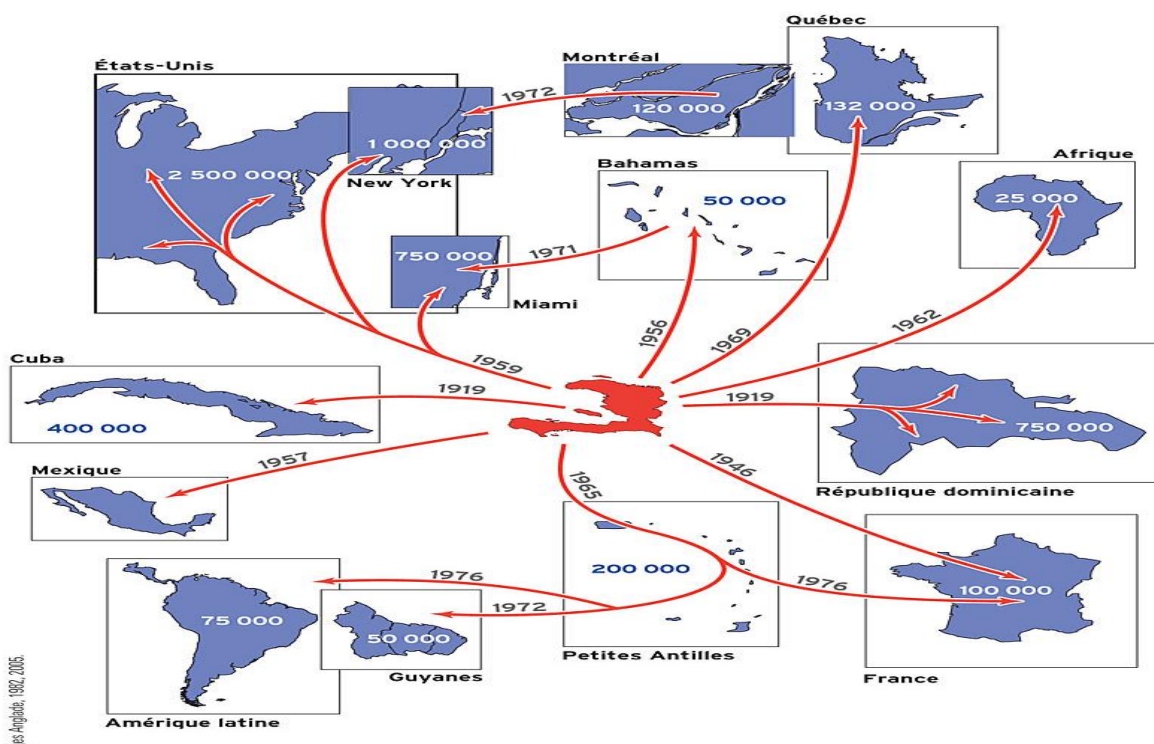 Québec
132 000
Montréal
120 000
1972
États-Unis
2 500 000
1 000 000
New York
Bahamas
50 000
Afrique
25 000
1971
750 000
Miami
1956
1969
1962
1959
Cuba
400 000
1919
1919
750 000
République dominicaine
1957
Mexique
1965
1946
Petites Antilles
200 000
1976
1972
1976
100 000
France
75 000
Amérique latine
50 000
Guyanes
Anglade, 1982, 2005.